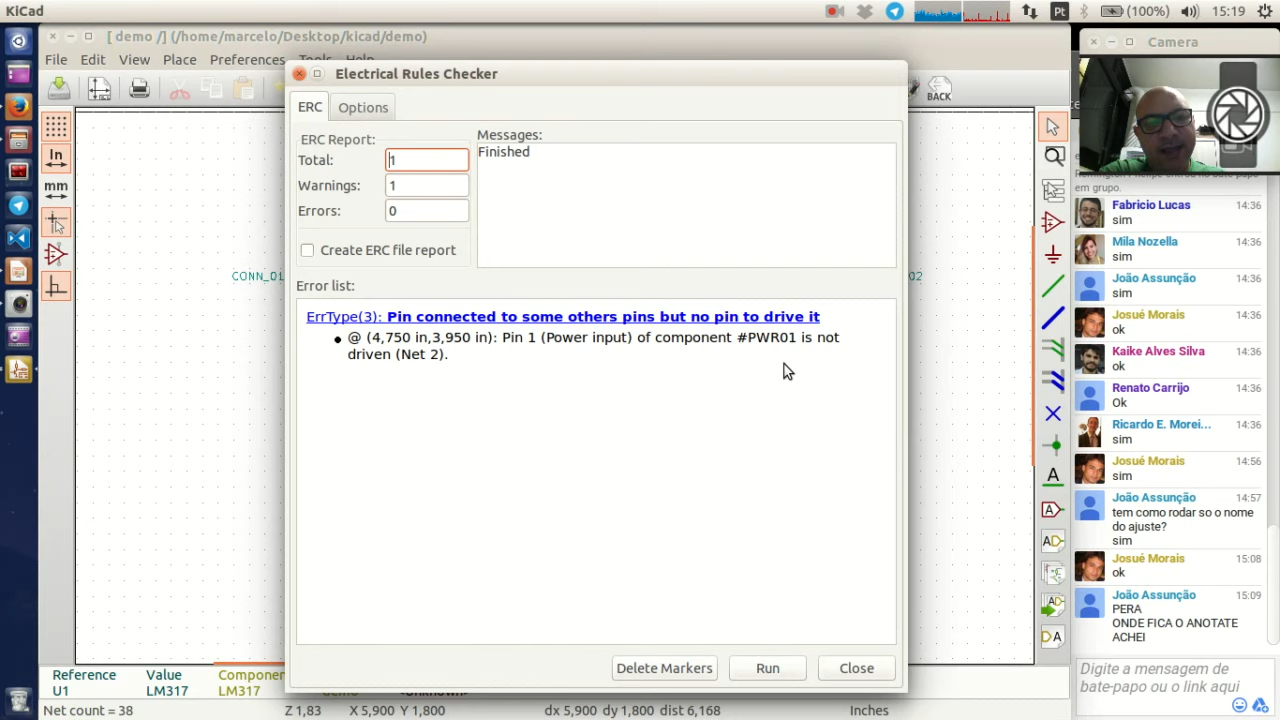 KiCad
(100%)
Pt
15:19
[ demo /] (/home/marcelo/Desktop/kicad/demo)
File Edit View Place Preferences Tools Help
Camera
Electrical Rules Checker
BACK
ERC
Options
ERC Report:
Messages:
Total:
1
Finished
Warnings:
1
Errors:
0
Create ERC file report
Error list:
ErrType(3): Pin connected to some others pins but no pin to drive it
@ (4,750 in,3,950 in): Pin 1 (Power input) of component #PWR01 is not
driven (Net 2).
Delete Markers
Run
Close
In
mm
CONN_01
02
em grupo.
Fabricio Lucas 14:36
sim
Mila Nozella 14:36
sim
João Assunção 14:36
sim
Josué Morais 14:36
ok
Kaike Alves Silva 14:36
ok
Renato Carrijo 14:36
Ok
Ricardo E. Morei... 14:36
sim
Josué Morais 14:56
sim
João Assunção 14:57
tem como rodar so o nome
do ajuste?
sim
Josué Morais 15:08
ok
João Assunção 15:09
PERA
ONDE FICA O ANOTATE
ACHEI
Digite a mensagem de
bate-papo ou o link aqui
Reference Value Componen
U1 LM317 LM317
Net count = 38 Z 1,83 X 5,900 Y 1,800 dx 5,900 dy 1,800 dist 6,168 Inches